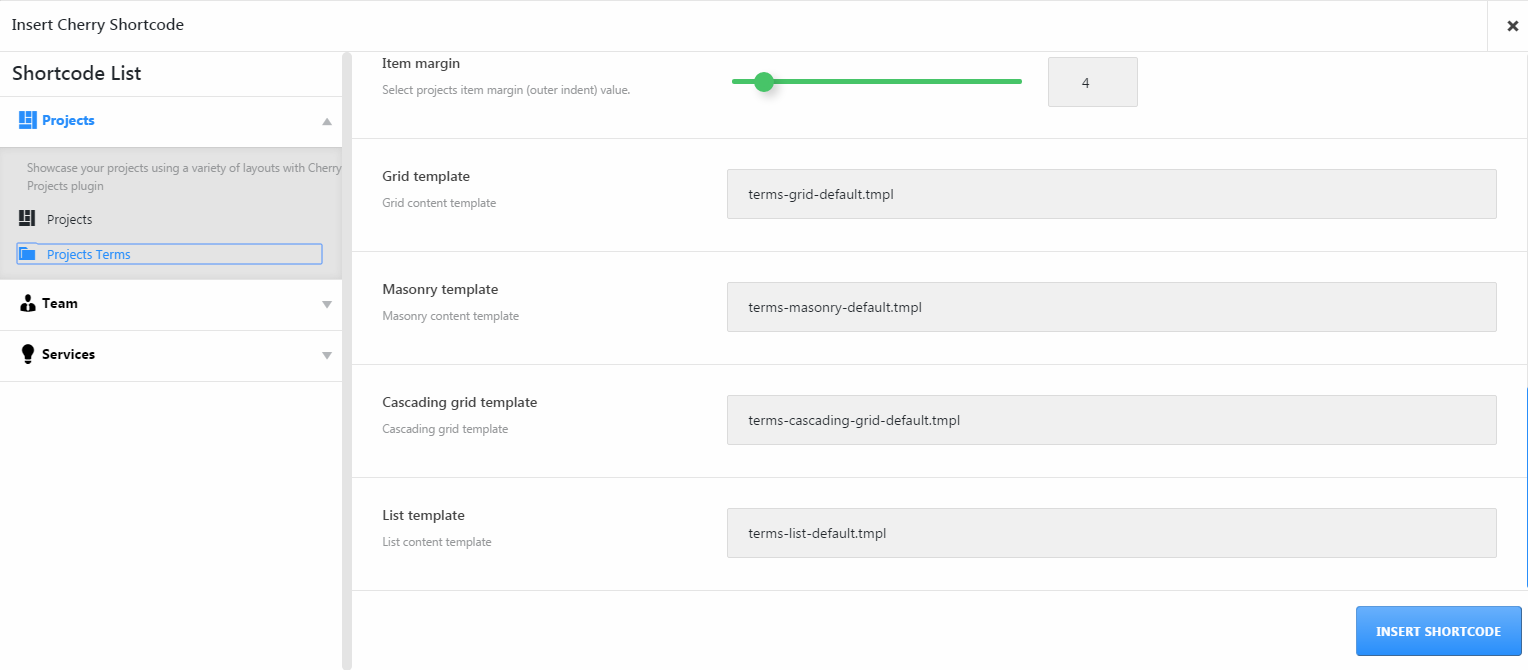 Insert Cherry Shortcode
Shortcode List
Projects
Showcase your projects using a variety of layouts with Cherry
Projects plugin
Projects
Projects Terms
Team
Services
Item margin
Select projects item margin (outer indent) value.
4
Grid template
Grid content template
terms-grid-default.tmpl
Masonry template
Masonry content template
terms-masonry-default.tmpl
Cascading grid template
Cascading grid template
terms-cascading-grid-default.tmpl
List template
List content template
terms-list-default.tmpl
INSERT SHORTCODE